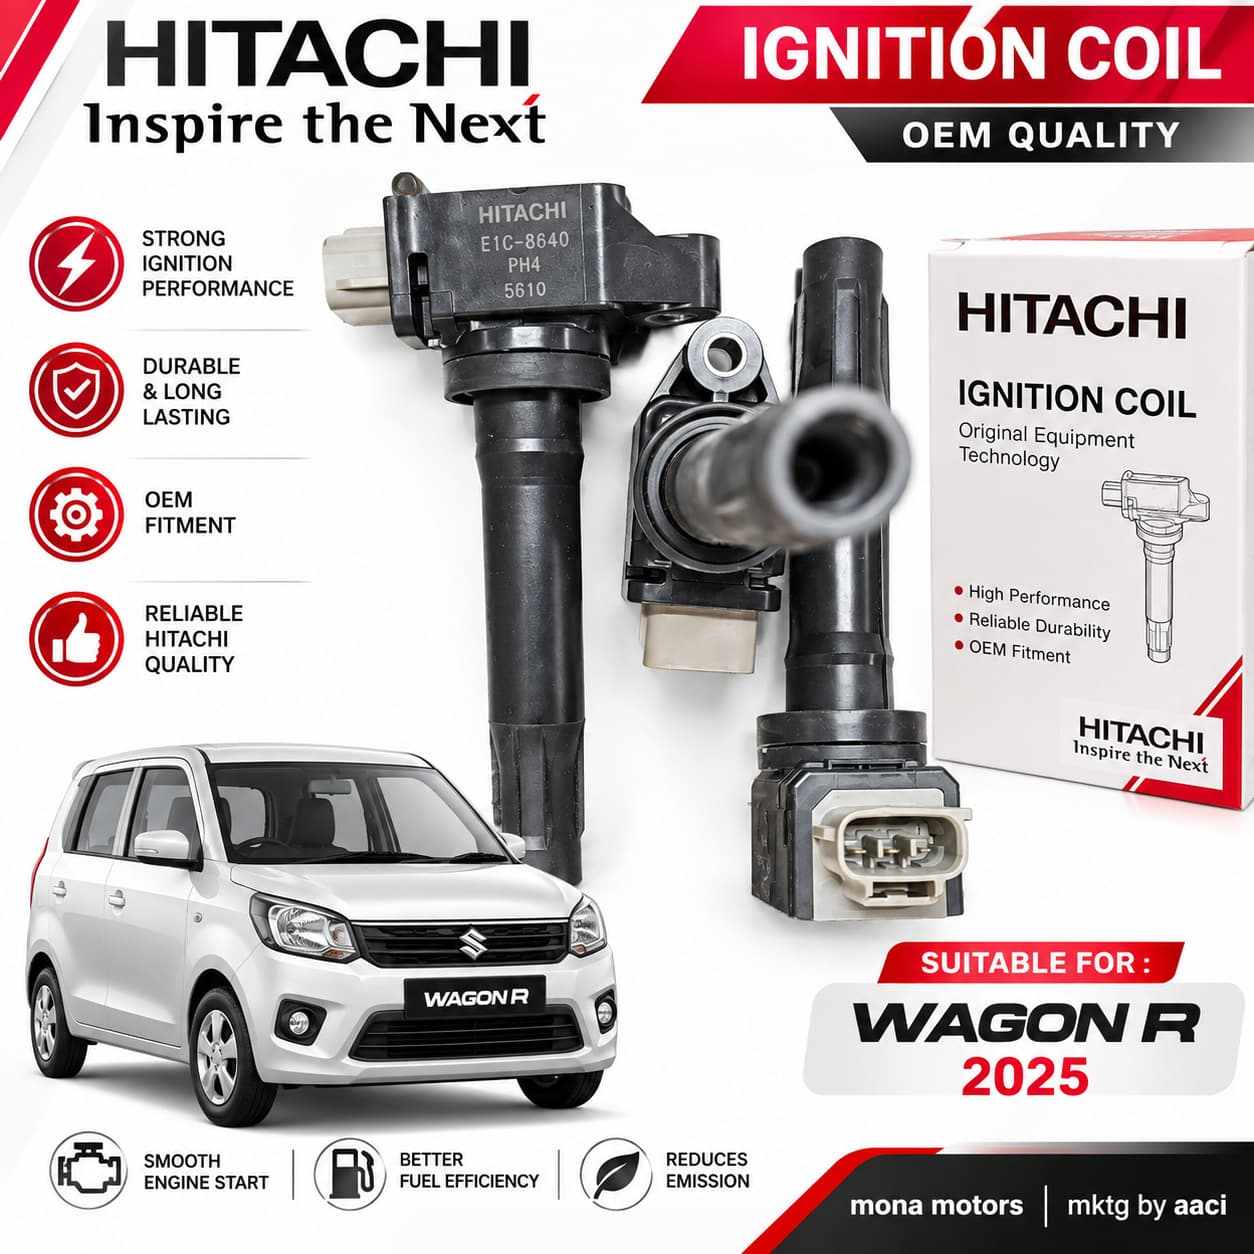 HITACHI
Inspire the Next
IGNITION COIL
OEM QUALITY
STRONG
IGNITION
PERFORMANCE
DURABLE
& LONG
LASTING
OEM
FITMENT
RELIABLE
HITACHI
QUALITY
HITACHI
E1C-8640
PH4
5610
HITACHI
IGNITION COIL
Original Equipment
Technology
• High Performance
• Reliable Durability
• OEM Fitment
HITACHI
Inspire the Next
WAGON R
SUITABLE FOR :
WAGON R
2025
SMOOTH
ENGINE START
BETTER
FUEL EFFICIENCY
REDUCES
EMISSION
mona motors | mktg by aaci